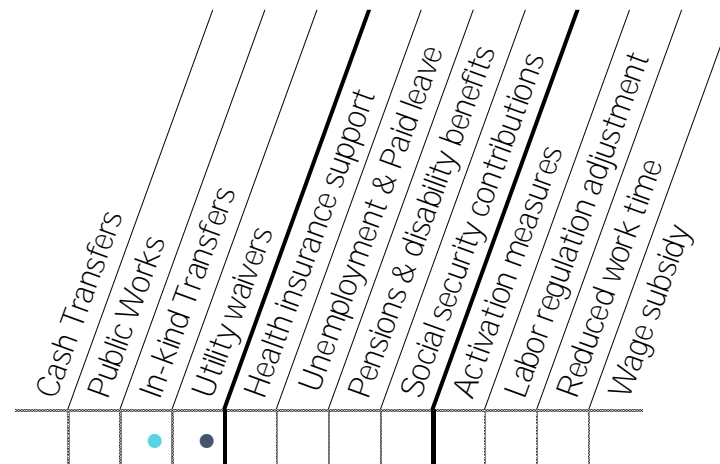 Cash Transfers
Public Works
In-kind Transfers
Utility waivers
Health insurance support
Unemployment & Paid leave
Pensions & disability benefits
Social security contributions
Activation measures
Labor regulation adjustment
Reduced work time
Wage subsidy